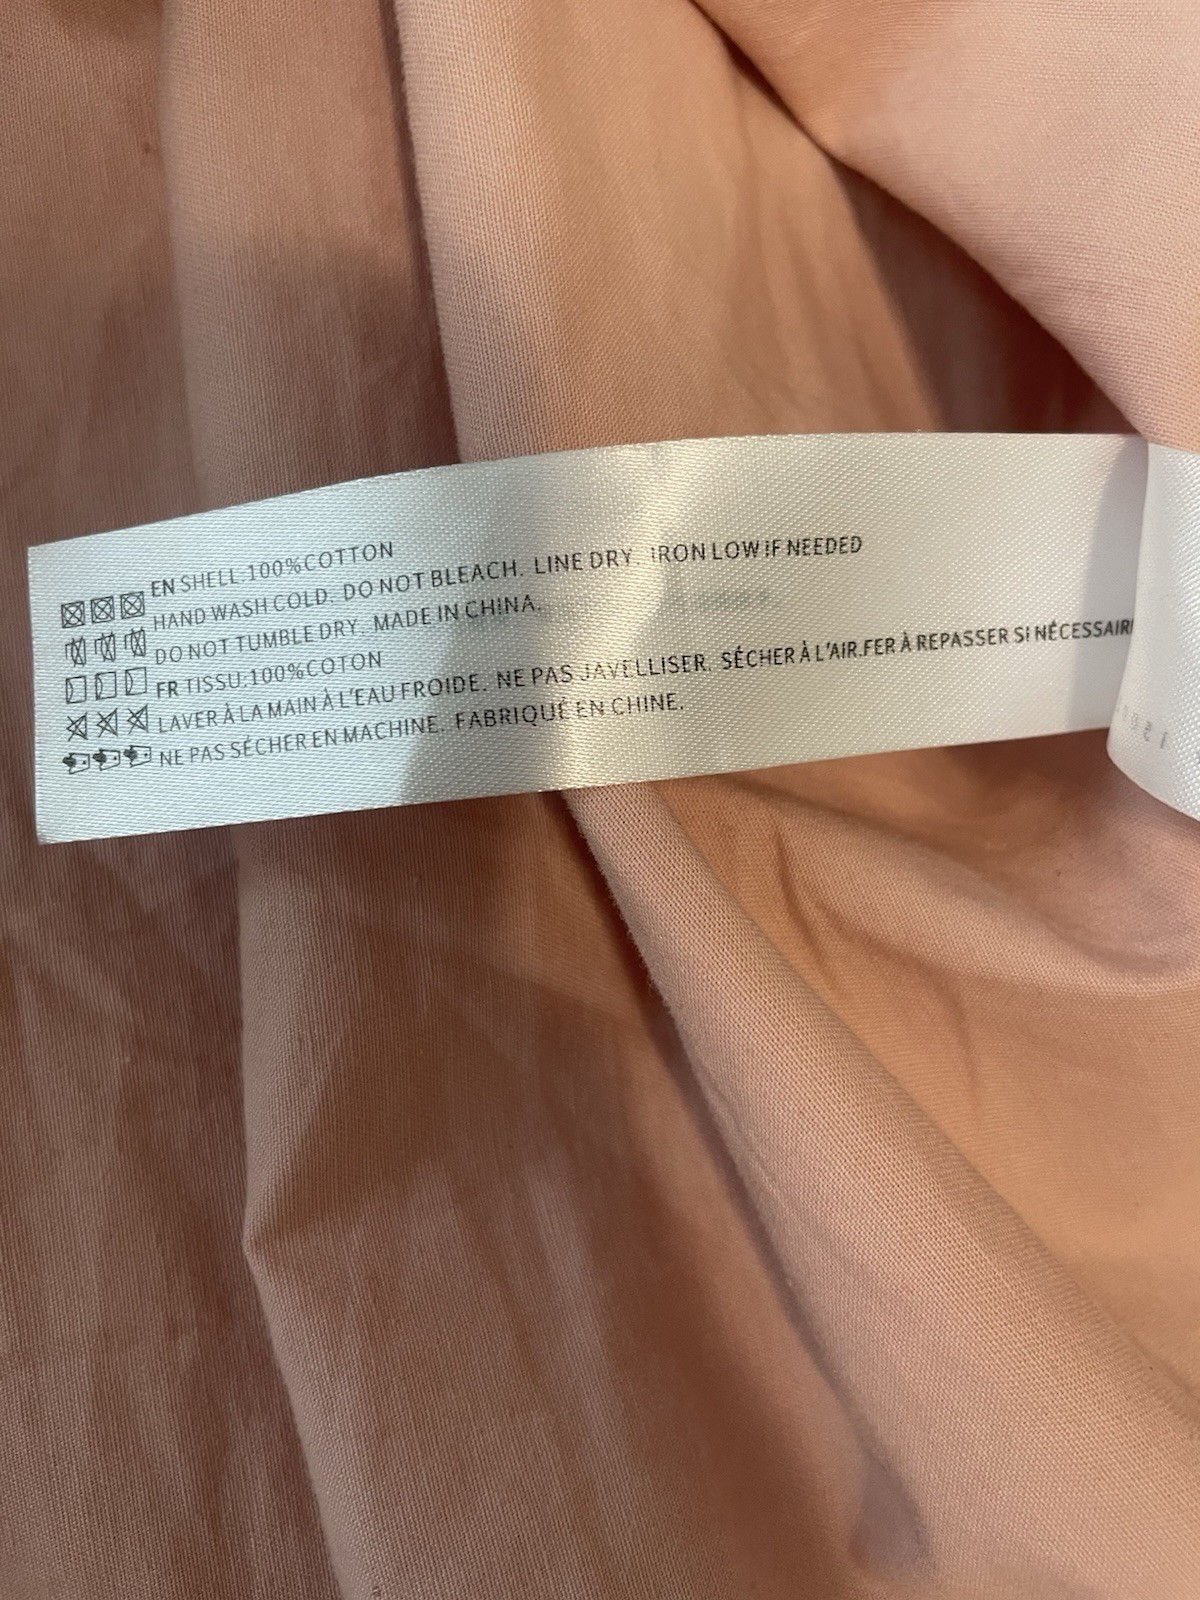 EN SHELL:100%COTTON
HAND WASH COLD. DO NOT BLEACH. LINE DRY. IRON LOW IF NEEDED
DO NOT TUMBLE DRY. MADE IN CHINA.
FR TISSU:100%COTON
LAVER À LA MAIN À L'EAU FROIDE. NE PAS JAVELLISER. SÉCHER À L'AIR.FER À REPASSER SI NÉCESSAIR
NE PAS SÉCHER EN MACHINE. FABRIQUÉ EN CHINE.